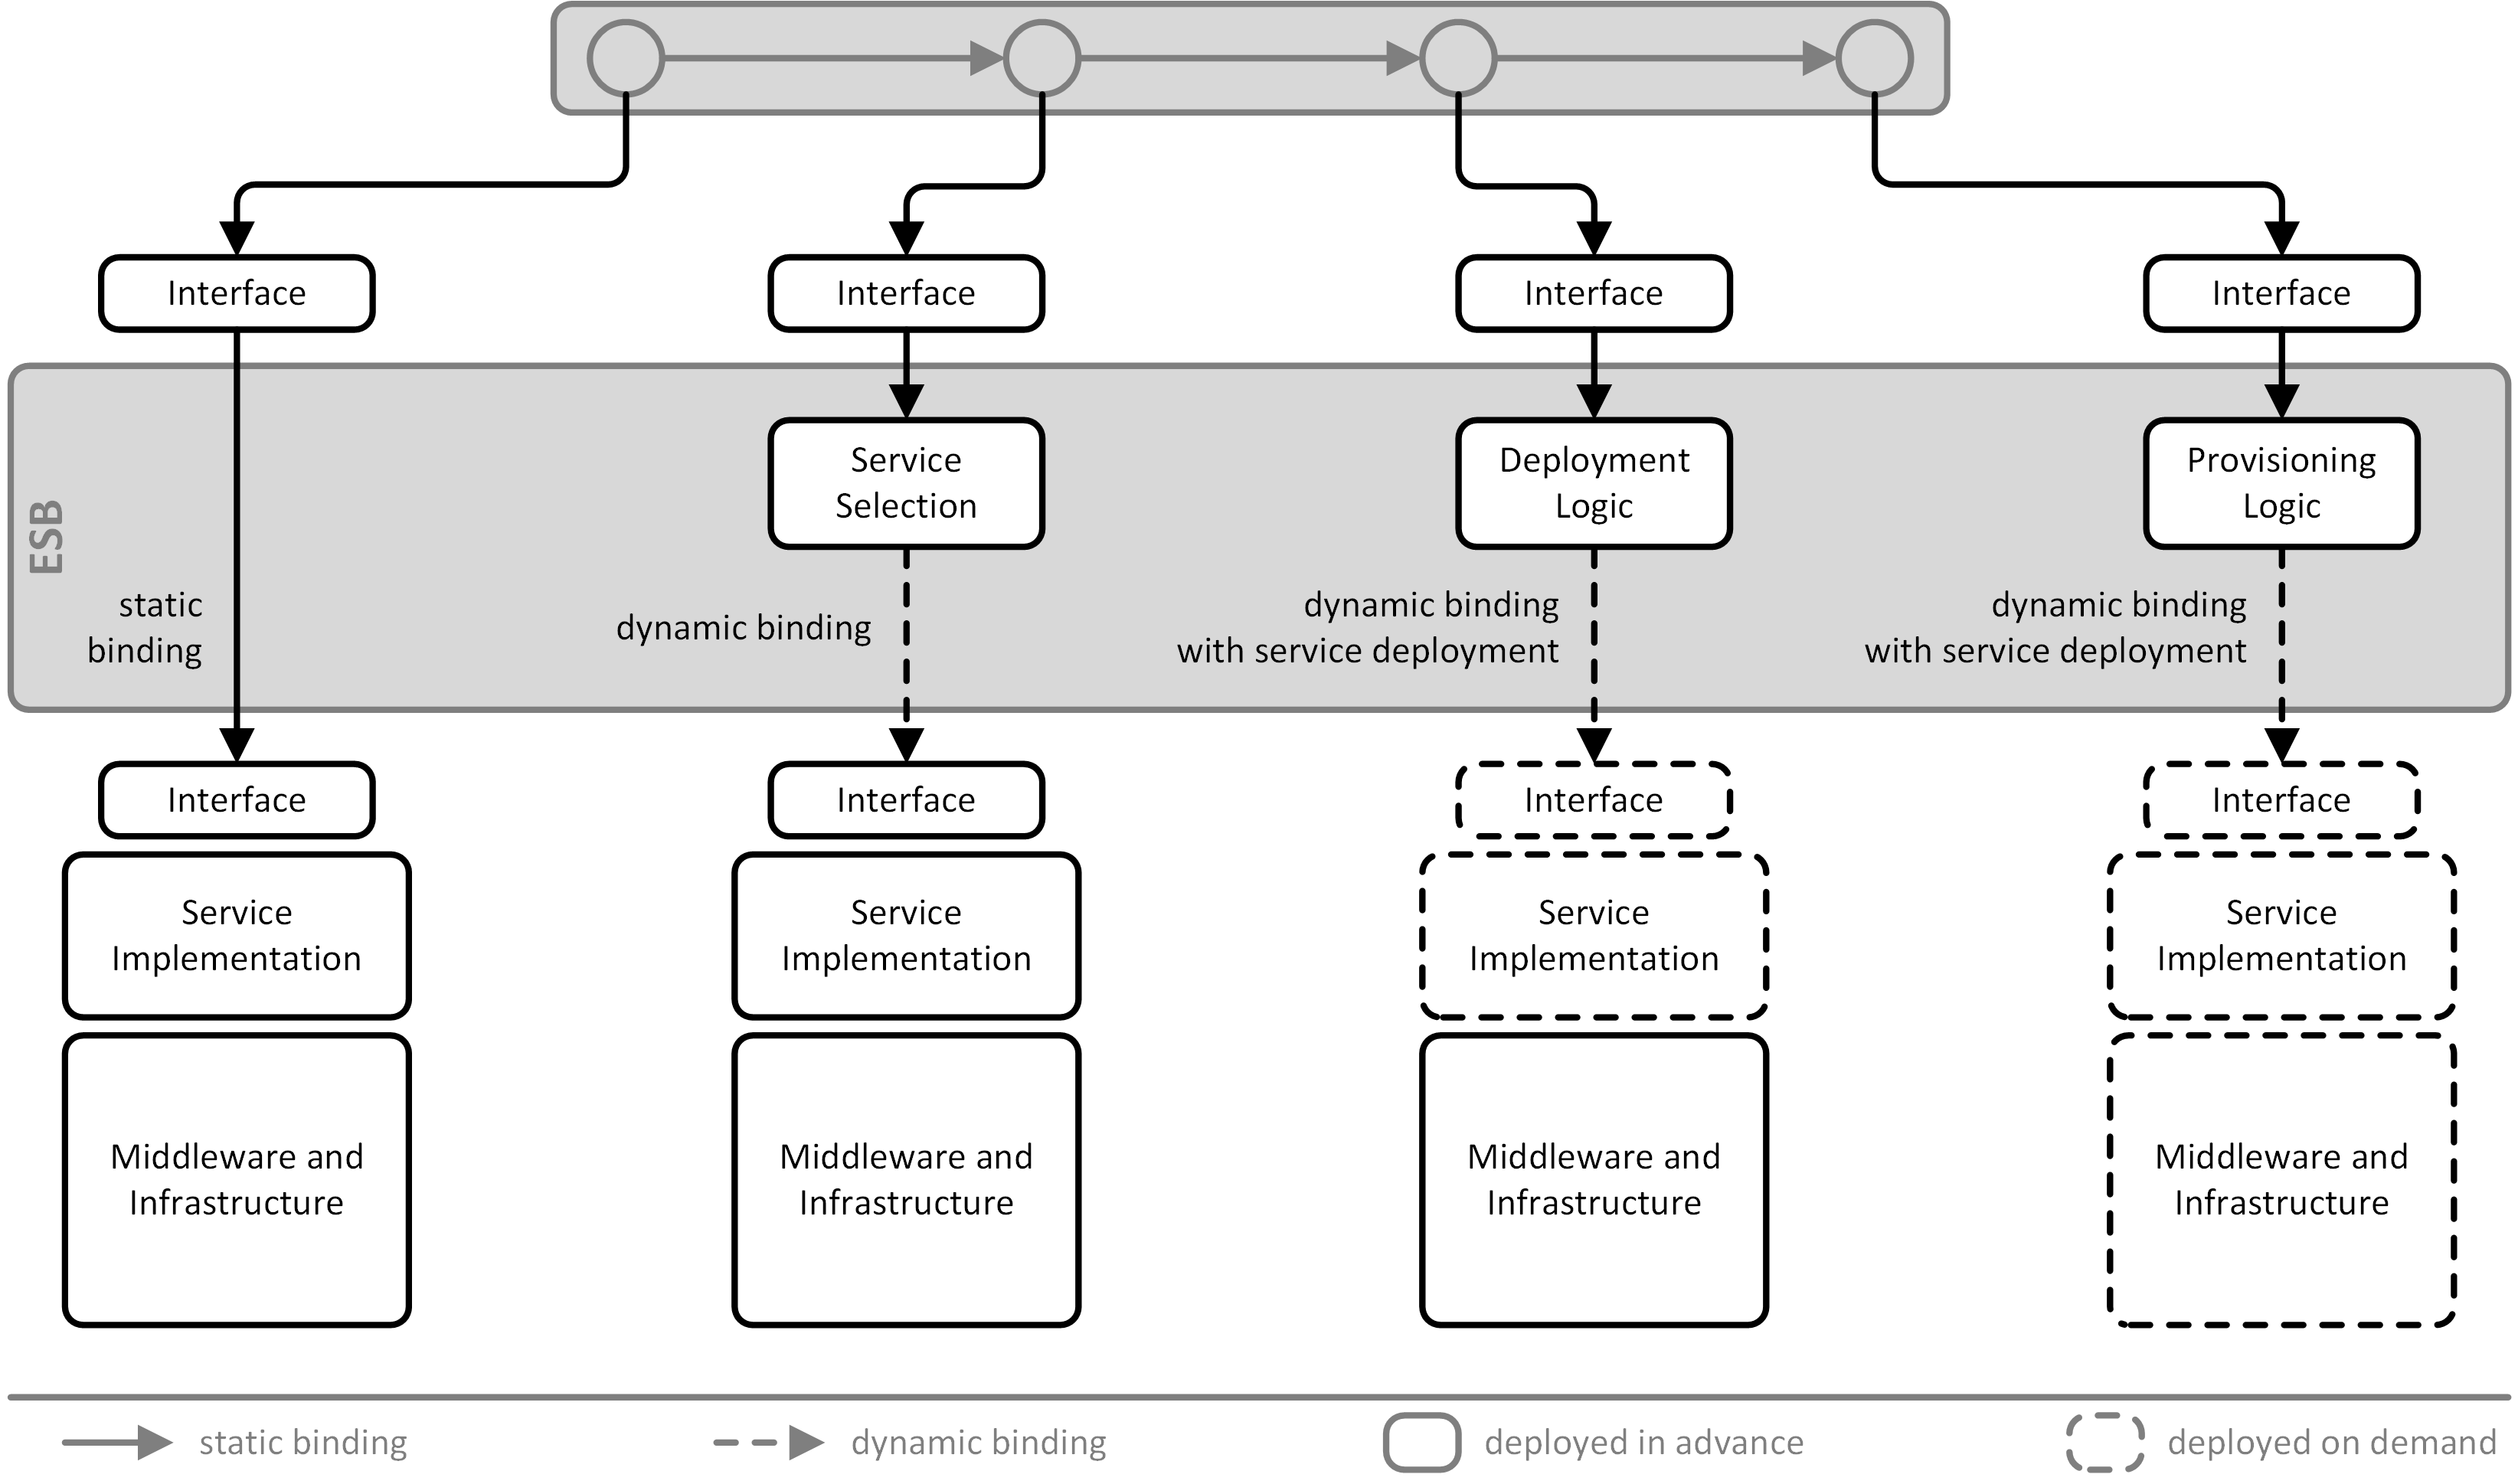 Interface
Interface
Interface
Interface
ESB
Service
Selection
Deployment
Logic
Provisioning
Logic
static
binding
dynamic binding
dynamic binding
with service deployment
dynamic binding
with service deployment
Interface
Interface
Interface
Interface
Service
Implementation
Service
Implementation
Service
Implementation
Service
Implementation
Middleware and
Infrastructure
Middleware and
Infrastructure
Middleware and
Infrastructure
Middleware and
Infrastructure
static binding
dynamic binding
deployed in advance
deployed on demand